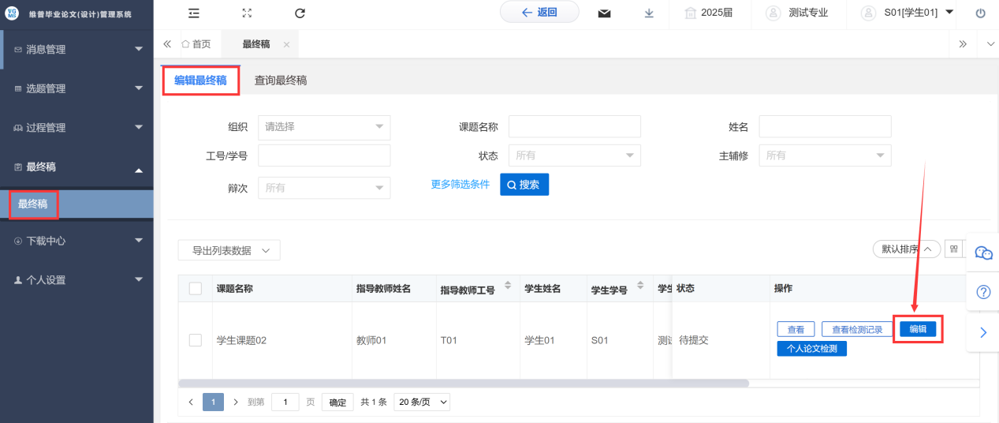 维普毕业论文(设计)管理系统
返回
2025届
测试专业
S01[学生01]
消息管理
选题管理
过程管理
最终稿
最终稿
下载中心
个人设置
首页
最终稿
编辑最终稿
查询最终稿
组织 请选择 课题名称 姓名
工号/学号 状态 所有 主辅修 所有
辩次 所有 更多筛选条件 搜索
导出列表数据
默认排序
课题名称 指导教师姓名 指导教师工号 学生姓名 学生学号 学生 状态 操作
查看 查看检测记录 编辑
学生课题02 教师01 T01 学生01 S01 测试 待提交
个人论文检测
1 到第 1 页 确定 共 1 条 20 条/页